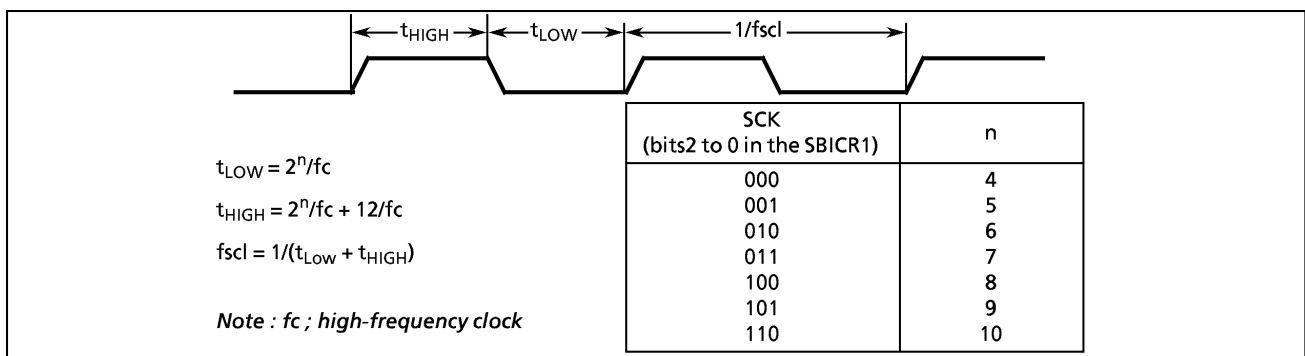 tHIGH tLOW 1/fscl
tLOW = 2^n/fc
tHIGH = 2^n/fc + 12/fc
fscl = 1/(tLow + tHIGH)
Note : fc ; high-frequency clock
SCK
(bits2 to 0 in the SBICR1) n
000 4
001 5
010 6
011 7
100 8
101 9
110 10